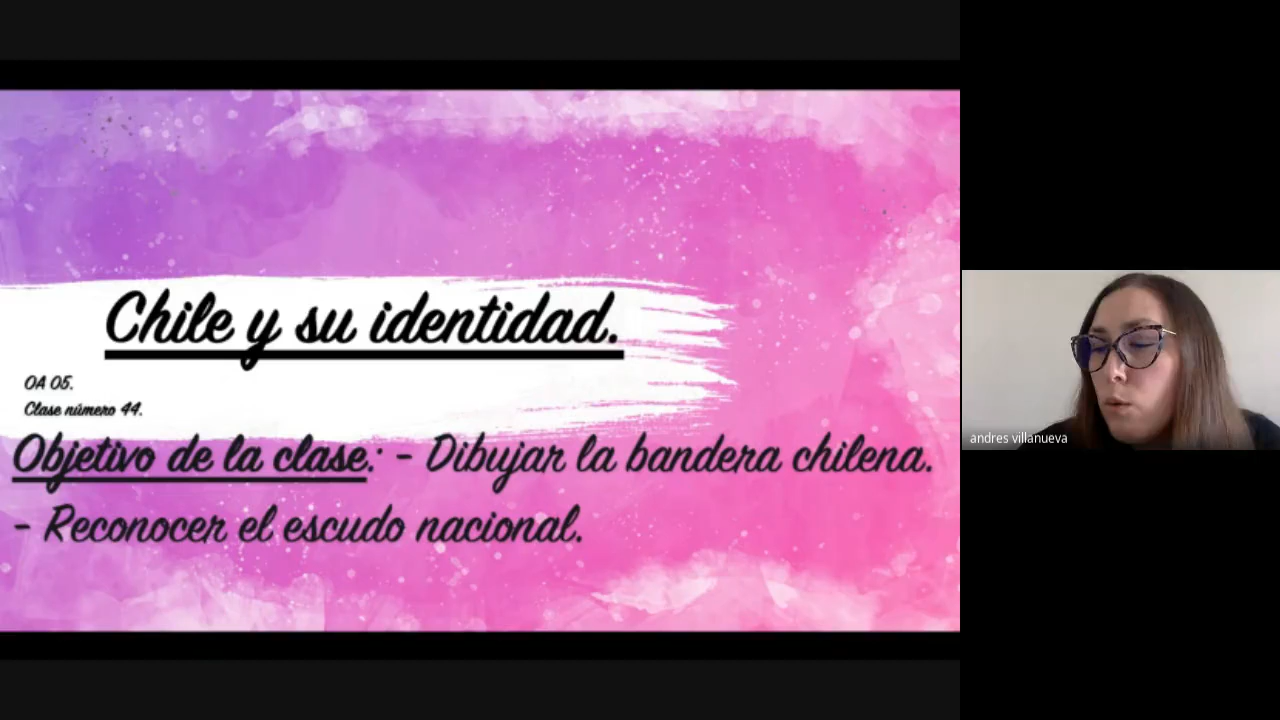 Chile y su identidad.
OA 05.
Clase número 44.
Objetivo de la clase: - Dibujar la bandera chilena.
- Reconocer el escudo nacional.
andres villanueva